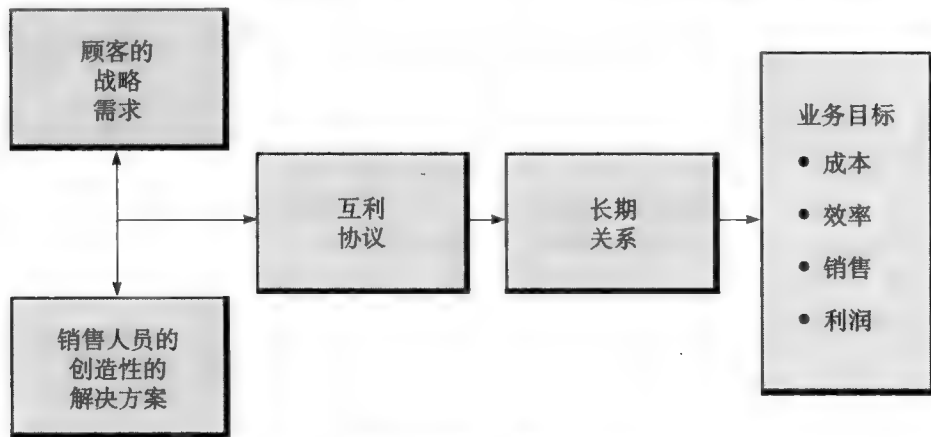 顾客的
战略
需求
销售人员的
创造性的
解决方案
互利
协议
长期
关系
业务目标
● 成本
● 效率
● 销售
● 利润